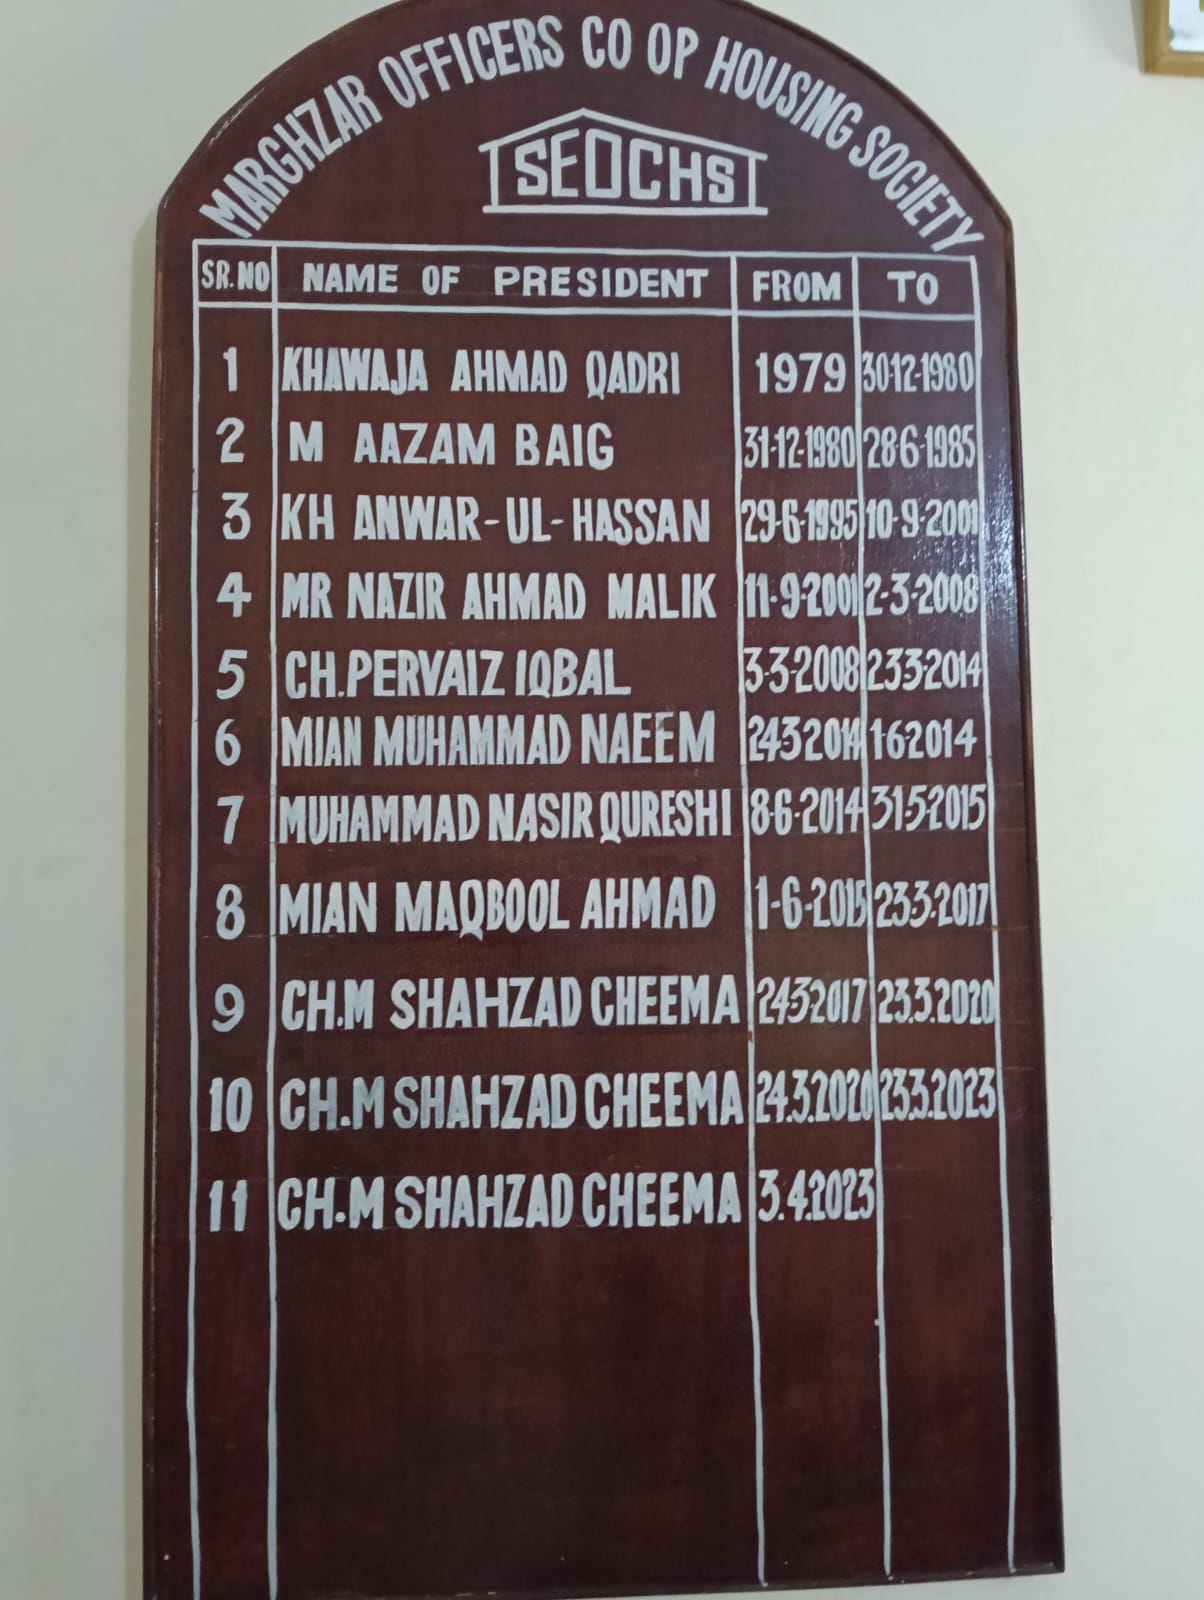 MARGHZAR OFFICERS CO OP HOUSING SOCIETY
SEOCHS
SR.NO NAME OF PRESIDENT FROM TO
1 KHAWAJA AHMAD QADRI 1979 30-12-1980
2 M AAZAM BAIG 31-12-1980 28-6-1985
3 KH ANWAR-UL-HASSAN 29-6-1995 10-9-2001
4 MR NAZIR AHMAD MALIK 11-9-2001 2-3-2008
5 CH.PERVAIZ IQBAL 3-3-2008 23-3-2014
6 MIAN MUHAMMAD NAEEM 24-3-2014 1-6-2014
7 MUHAMMAD NASIR QURESHI 8-6-2014 31-5-2015
8 MIAN MAQBOOL AHMAD 1-6-2015 23-3-2017
9 CH.M SHAHZAD CHEEMA 24-3-2017 23.3.2020
10 CH.M SHAHZAD CHEEMA 24.3.2020 23.3.2023
11 CH.M SHAHZAD CHEEMA 3.4.2023